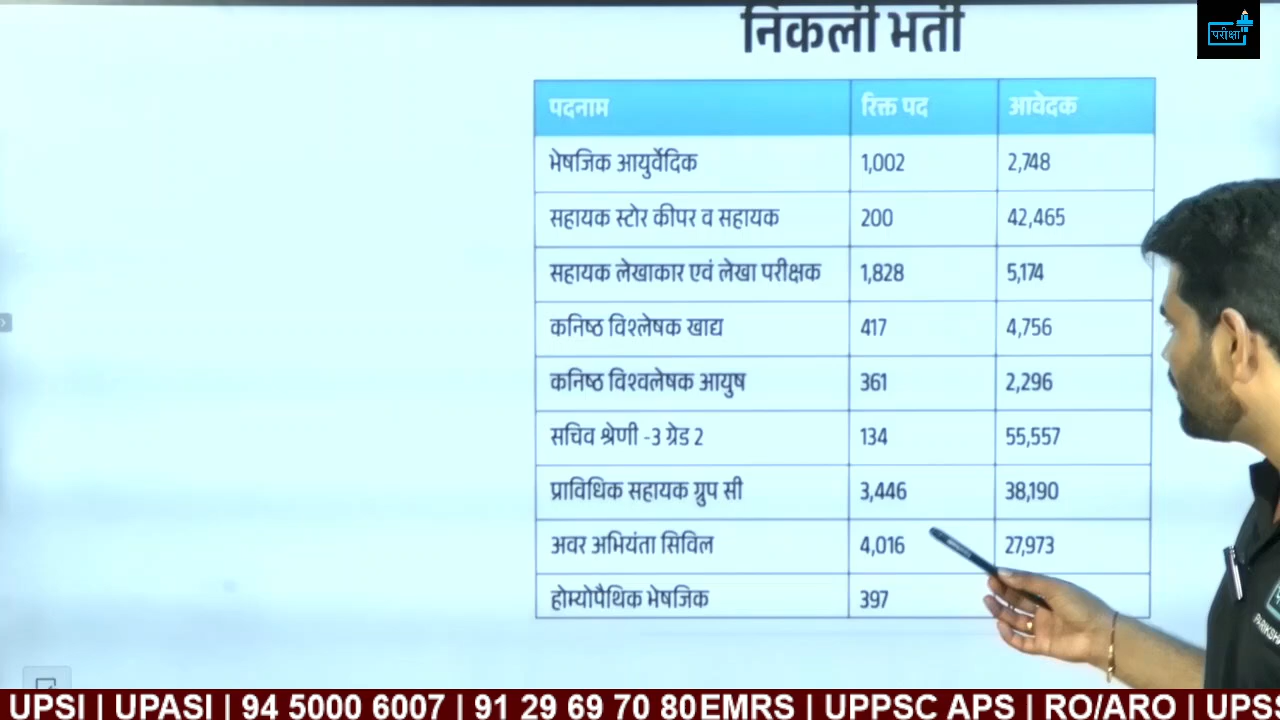 परीक्षा
निकली भर्ती
पदनाम रिक्त पद आवेदक
भेषजिक आयुर्वेदिक 1,002 2,748
सहायक स्टोर कीपर व सहायक 200 42,465
सहायक लेखाकार एवं लेखा परीक्षक 1,828 5,174
कनिष्ठ विश्लेषक खाद्य 417 4,756
कनिष्ठ विश्वलेषक आयुष 361 2,296
सचिव श्रेणी -3 ग्रेड 2 134 55,557
प्राविधिक सहायक ग्रुप सी 3,446 38,190
अवर अभियंता सिविल 4,016 27,973
होम्योपैथिक भेषजिक 397
UPSI | UPASI | 94 5000 6007 | 91 29 69 70 80EMRS | UPPSC APS | RO/ARO |